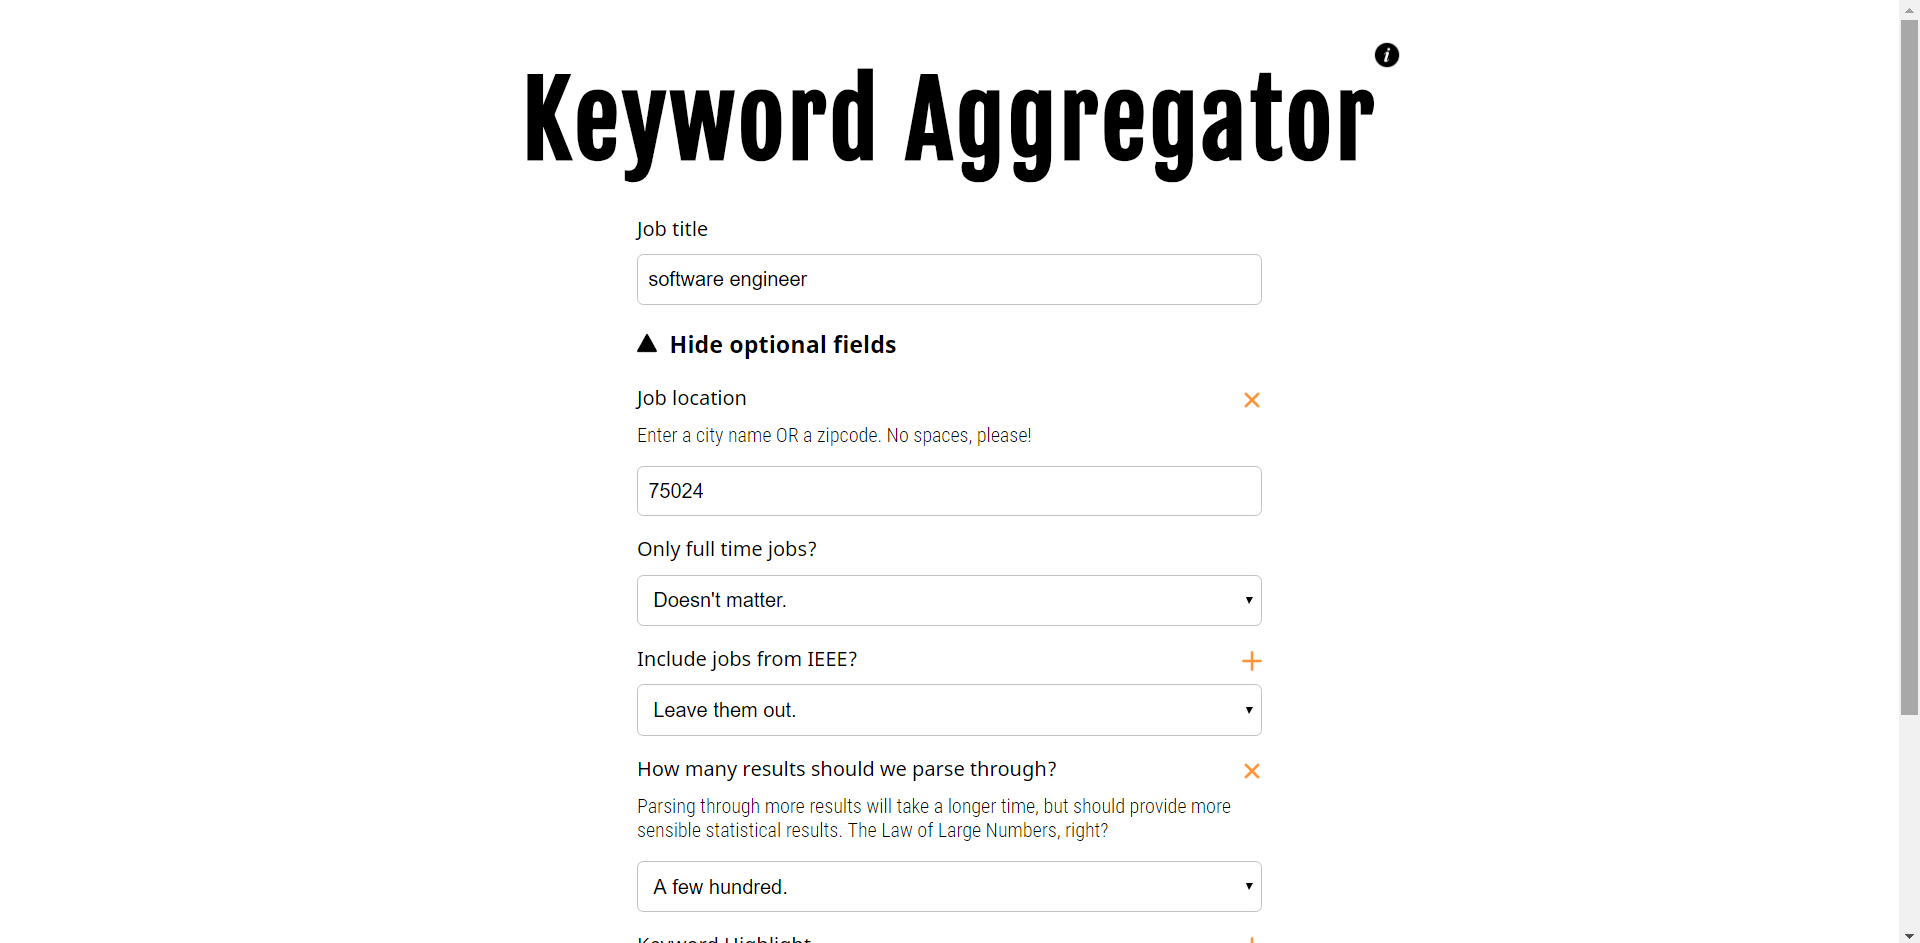 Keyword Aggregator
i
Job title
software engineer
Hide optional fields
Job location
Enter a city name OR a zipcode. No spaces, please!
75024
Only full time jobs?
Doesn't matter.
Include jobs from IEEE?
Leave them out.
How many results should we parse through?
Parsing through more results will take a longer time, but should provide more
sensible statistical results. The Law of Large Numbers, right?
A few hundred.
Keyword Highlight